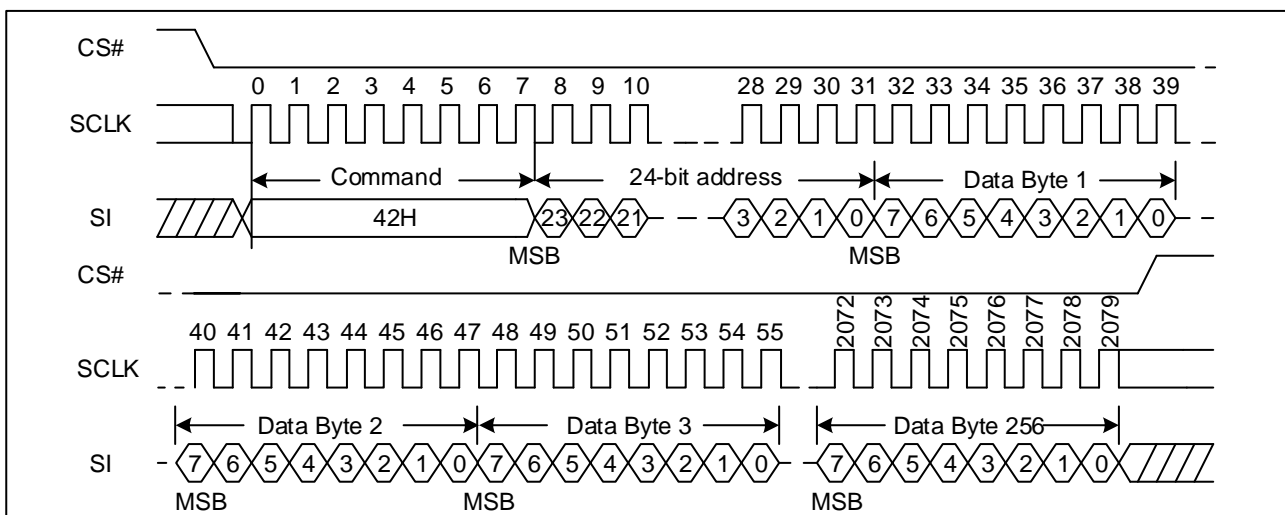 CS#
0 1 2 3 4 5 6 7 8 9 10 28 29 30 31 32 33 34 35 36 37 38 39
SCLK
Command 24-bit address Data Byte 1
SI 42H 23 22 21 3 2 1 0 7 6 5 4 3 2 1 0
MSB MSB
CS#
40 41 42 43 44 45 46 47 48 49 50 51 52 53 54 55 2072 2073 2074 2075 2076 2077 2078 2079
SCLK
Data Byte 2 Data Byte 3 Data Byte 256
SI 7 6 5 4 3 2 1 0 7 6 5 4 3 2 1 0 7 6 5 4 3 2 1 0
MSB MSB MSB